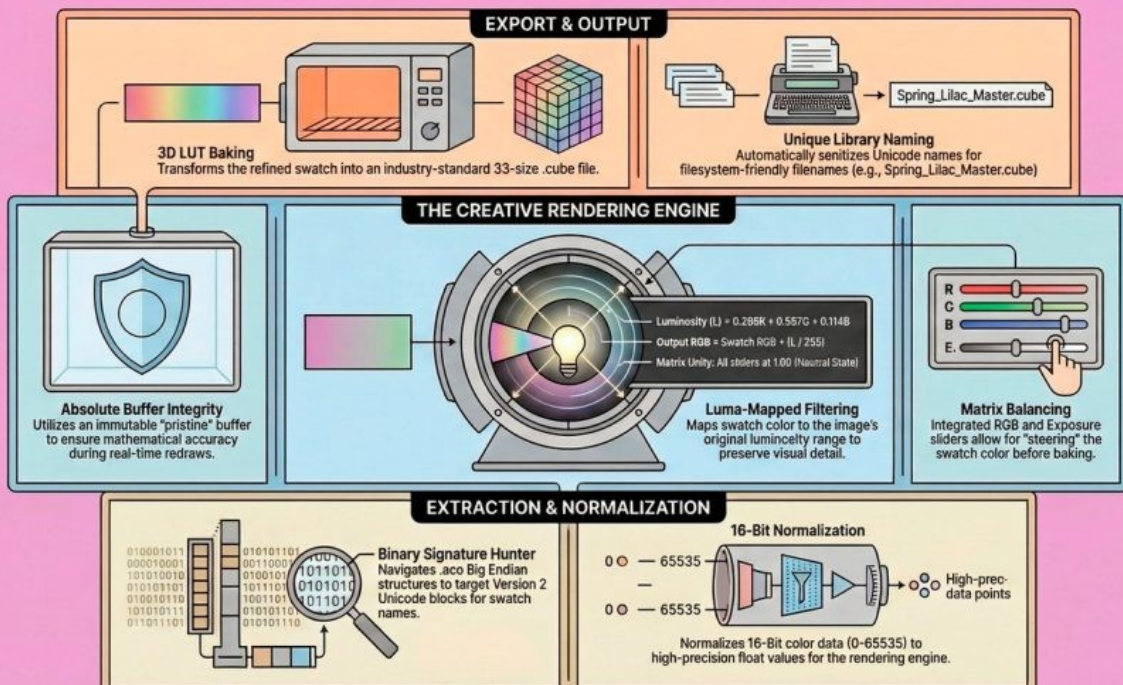 EXPORT & OUTPUT
3D LUT Baking
Transforms the refined swatch into an industry-standard 33-size .cube file.
Spring_Lilac_Master.cube
Unique Library Naming
Automatically senitizes Unicode names for
filesystem-friendly filenames (e.g., Spring_Lilac_Master.cube)
THE CREATIVE RENDERING ENGINE
Absolute Buffer Integrity
Utilizes an immutable "pristine" buffer
to ensure mathematical accuracy
during real-time redraws.
Luminosity (L) = 0.286K + 0.557G + 0.114B
Output RGB = Swatch RGB + (L / 255)
Matrix Unity: All sliders at 1.00 (Naumal State)
Luma-Mapped Filtering
Maps swatch color to the image's
original lumincelty range to
preserve visual detail.
R
G
B
E.
Matrix Balancing
Integrated RGB and Exposure
sliders allow for "steering" the
swatch color before baking.
EXTRACTION & NORMALIZATION
Binary Signature Hunter
Navigates .aco Big Endian
structures to target Version 2
Unicode blocks for swatch
names.
16-Bit Normalization
0 — 65535
0 — 65535
High-prec-
data points
Normalizes 16-Bit color data (0-65535) to
high-precision float values for the rendering engine.